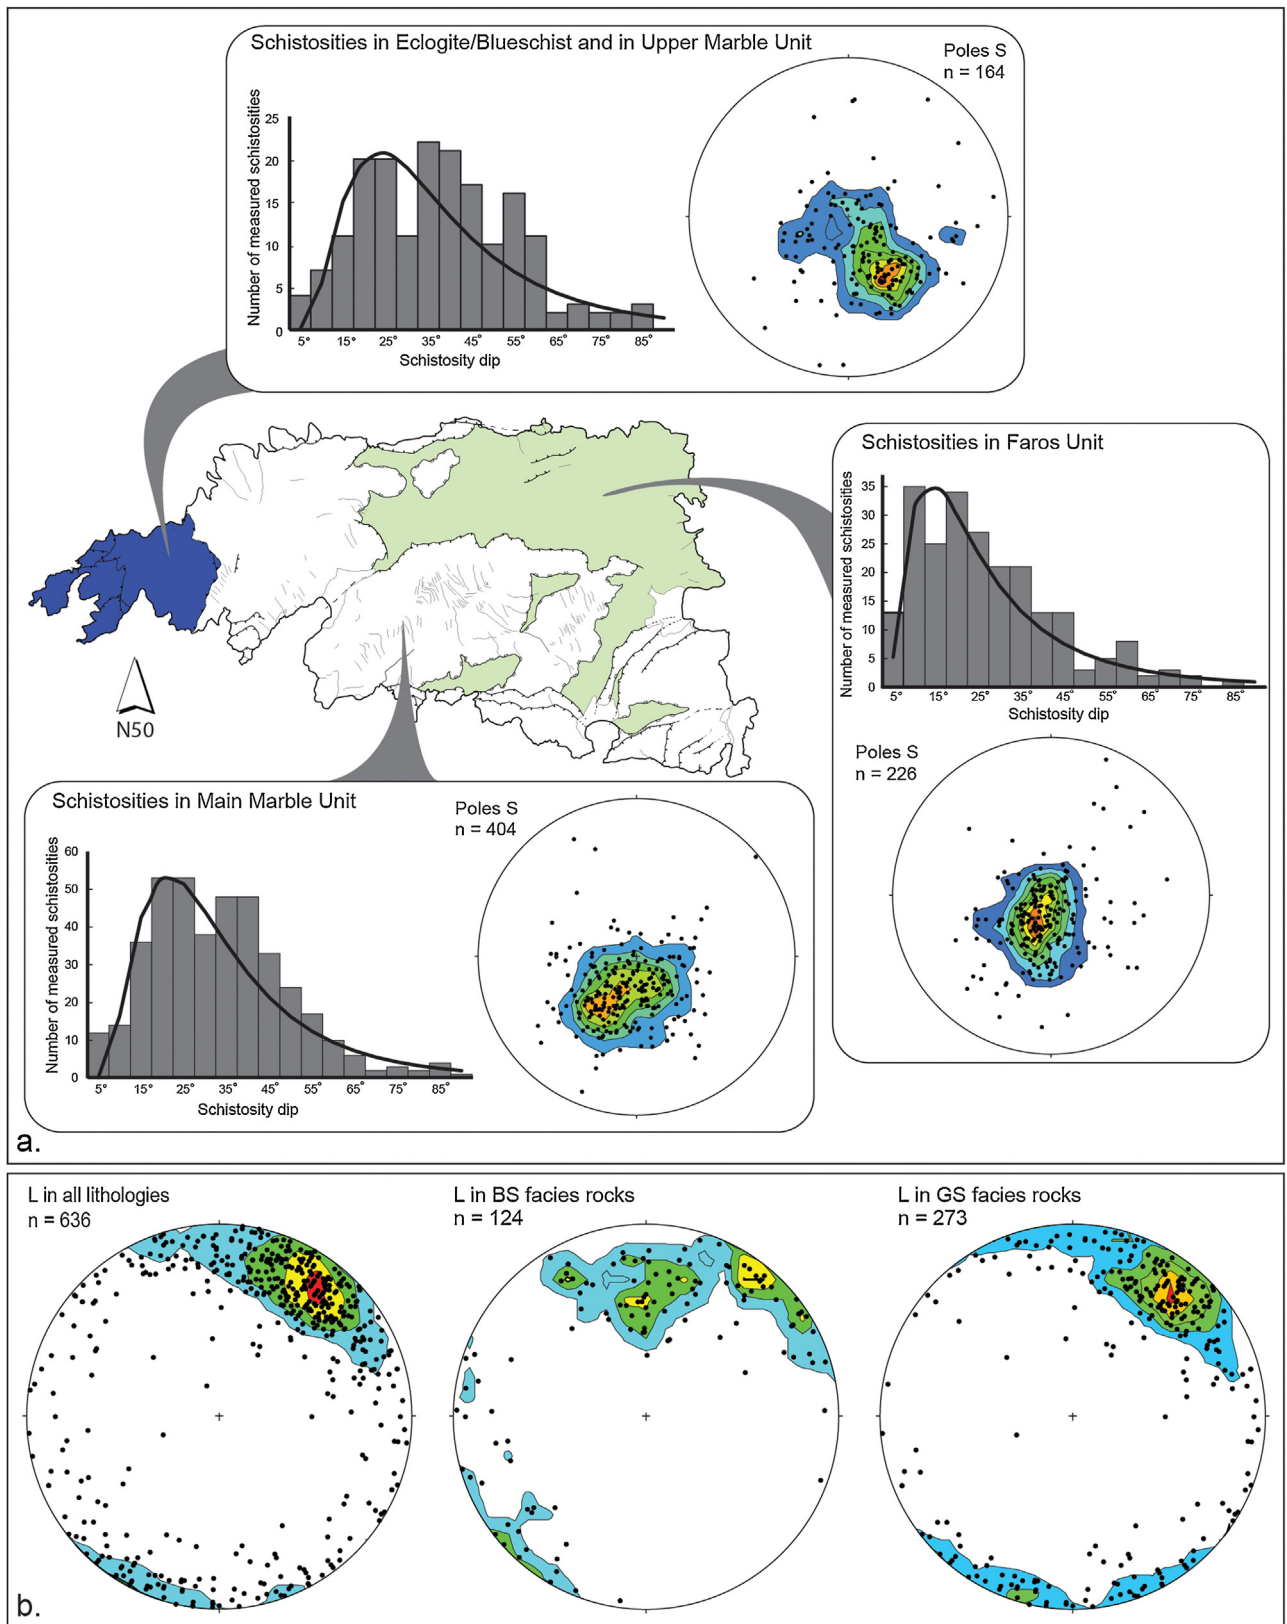 Schistosities in Eclogite/Blueschist and in Upper Marble Unit
Poles S
n = 164
Number of measured schistosities
25
20
15
10
5
0
5° 15° 25° 35° 45° 55° 65° 75° 85°
Schistosity dip
Schistosities in Faros Unit
Number of measured schistosities
35
30
25
20
15
10
5
0
5° 15° 25° 35° 45° 55° 65° 75° 85°
Schistosity dip
Poles S
n = 226
N50
Schistosities in Main Marble Unit
Poles S
n = 404
Number of measured schistosities
60
50
40
30
20
10
0
5° 15° 25° 35° 45° 55° 65° 75° 85°
Schistosity dip
a.
L in all lithologies
n = 636
L in BS facies rocks
n = 124
L in GS facies rocks
n = 273
b.